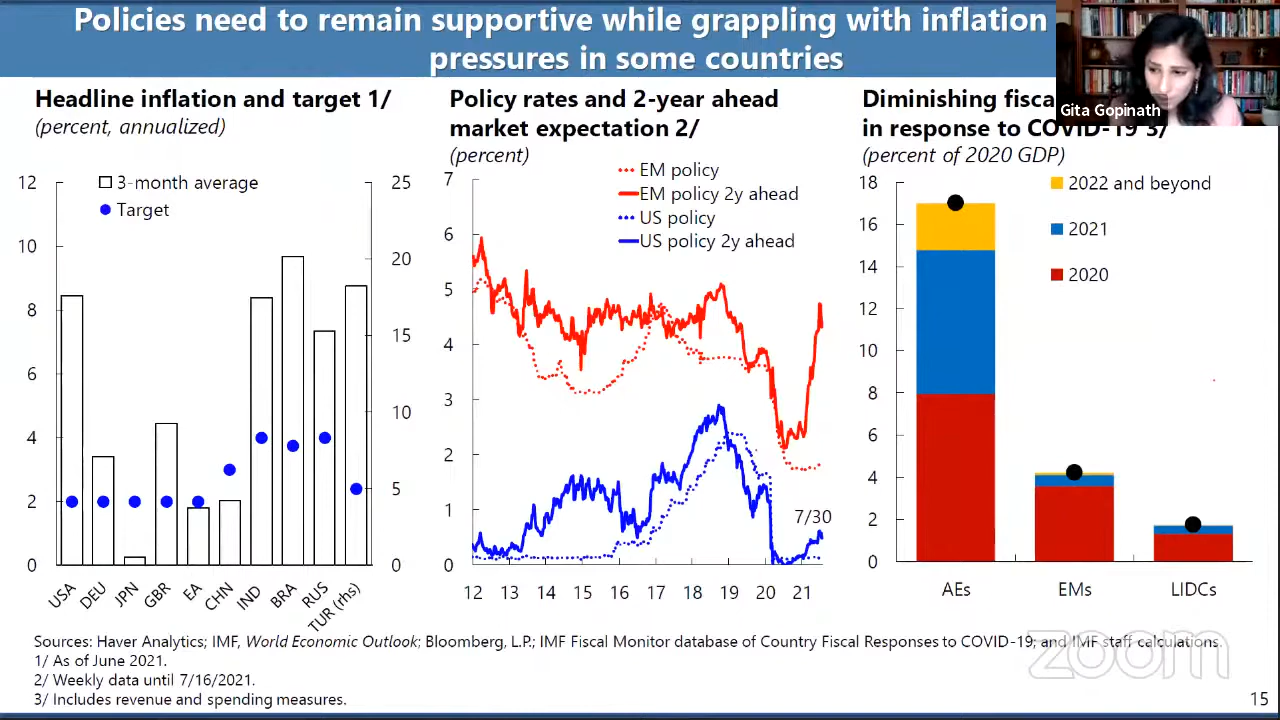 Policies need to remain supportive while grappling with inflation
pressures in some countries
Gita Gopinath
Headline inflation and target 1/
(percent, annualized)
12
10
8
6
4
2
0
25
20
15
10
5
0
3-month average
Target
USA
DEU
JPN
GBR
EA
CHN
IND
BRA
RUS
TUR (rhs)
Policy rates and 2-year ahead
market expectation 2/
(percent)
7
6
5
4
3
2
1
0
EM policy
EM policy 2y ahead
US policy
US policy 2y ahead
7/30
12 13 14 15 16 17 18 19 20 21
Diminishing
in response to COVID-19 3/
(percent of 2020 GDP)
18
16
14
12
10
8
6
4
2
0
2022 and beyond
2021
2020
AEs
EMs
LIDCs
Sources: Haver Analytics; IMF, World Economic Outlook; Bloomberg, L.P.; IMF Fiscal Monitor database of Country Fiscal Responses to COVID-19; and IMF staff calculations.
1/ As of June 2021.
2/ Weekly data until 7/16/2021.
3/ Includes revenue and spending measures.
zoom
15